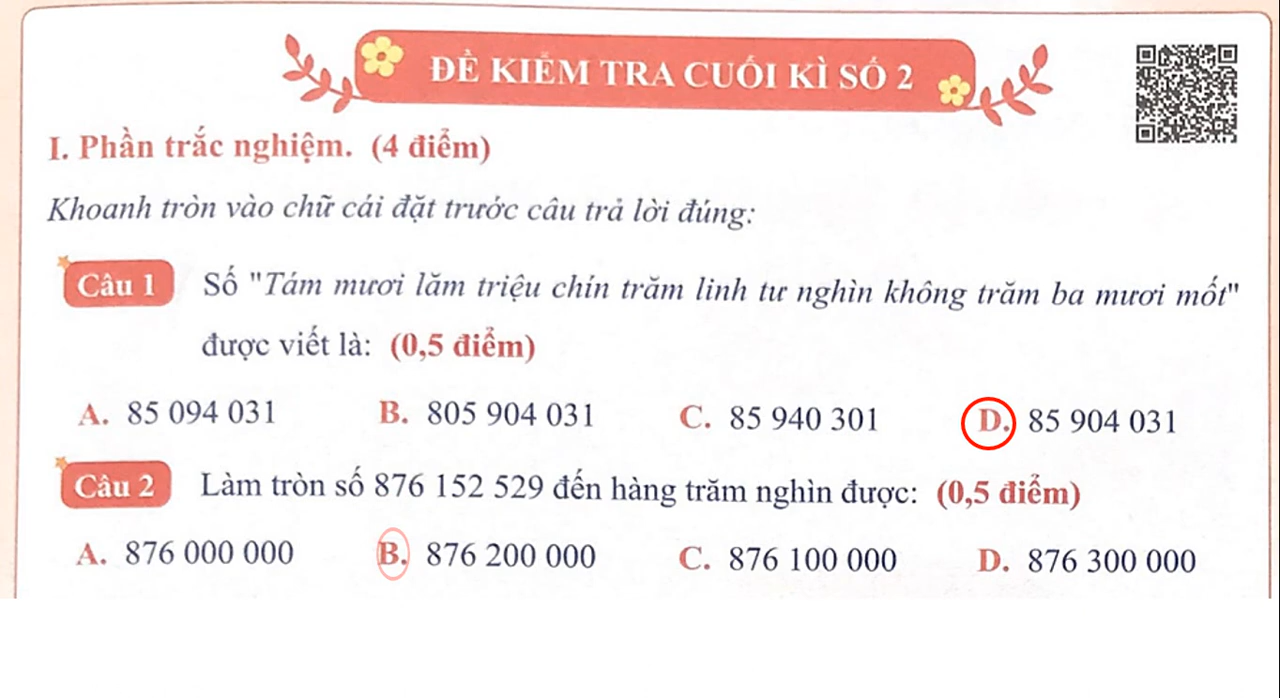 ĐỀ KIỂM TRA CUỐI KÌ SỐ 2
I. Phần trắc nghiệm. (4 điểm)
Khoanh tròn vào chữ cái đặt trước câu trả lời đúng:
Câu 1 Số "Tám mươi lăm triệu chín trăm linh tư nghìn không trăm ba mươi mốt"
được viết là: (0,5 điểm)
A. 85 094 031 B. 805 904 031 C. 85 940 301 D. 85 904 031
Câu 2 Làm tròn số 876 152 529 đến hàng trăm nghìn được: (0,5 điểm)
A. 876 000 000 B. 876 200 000 C. 876 100 000 D. 876 300 000